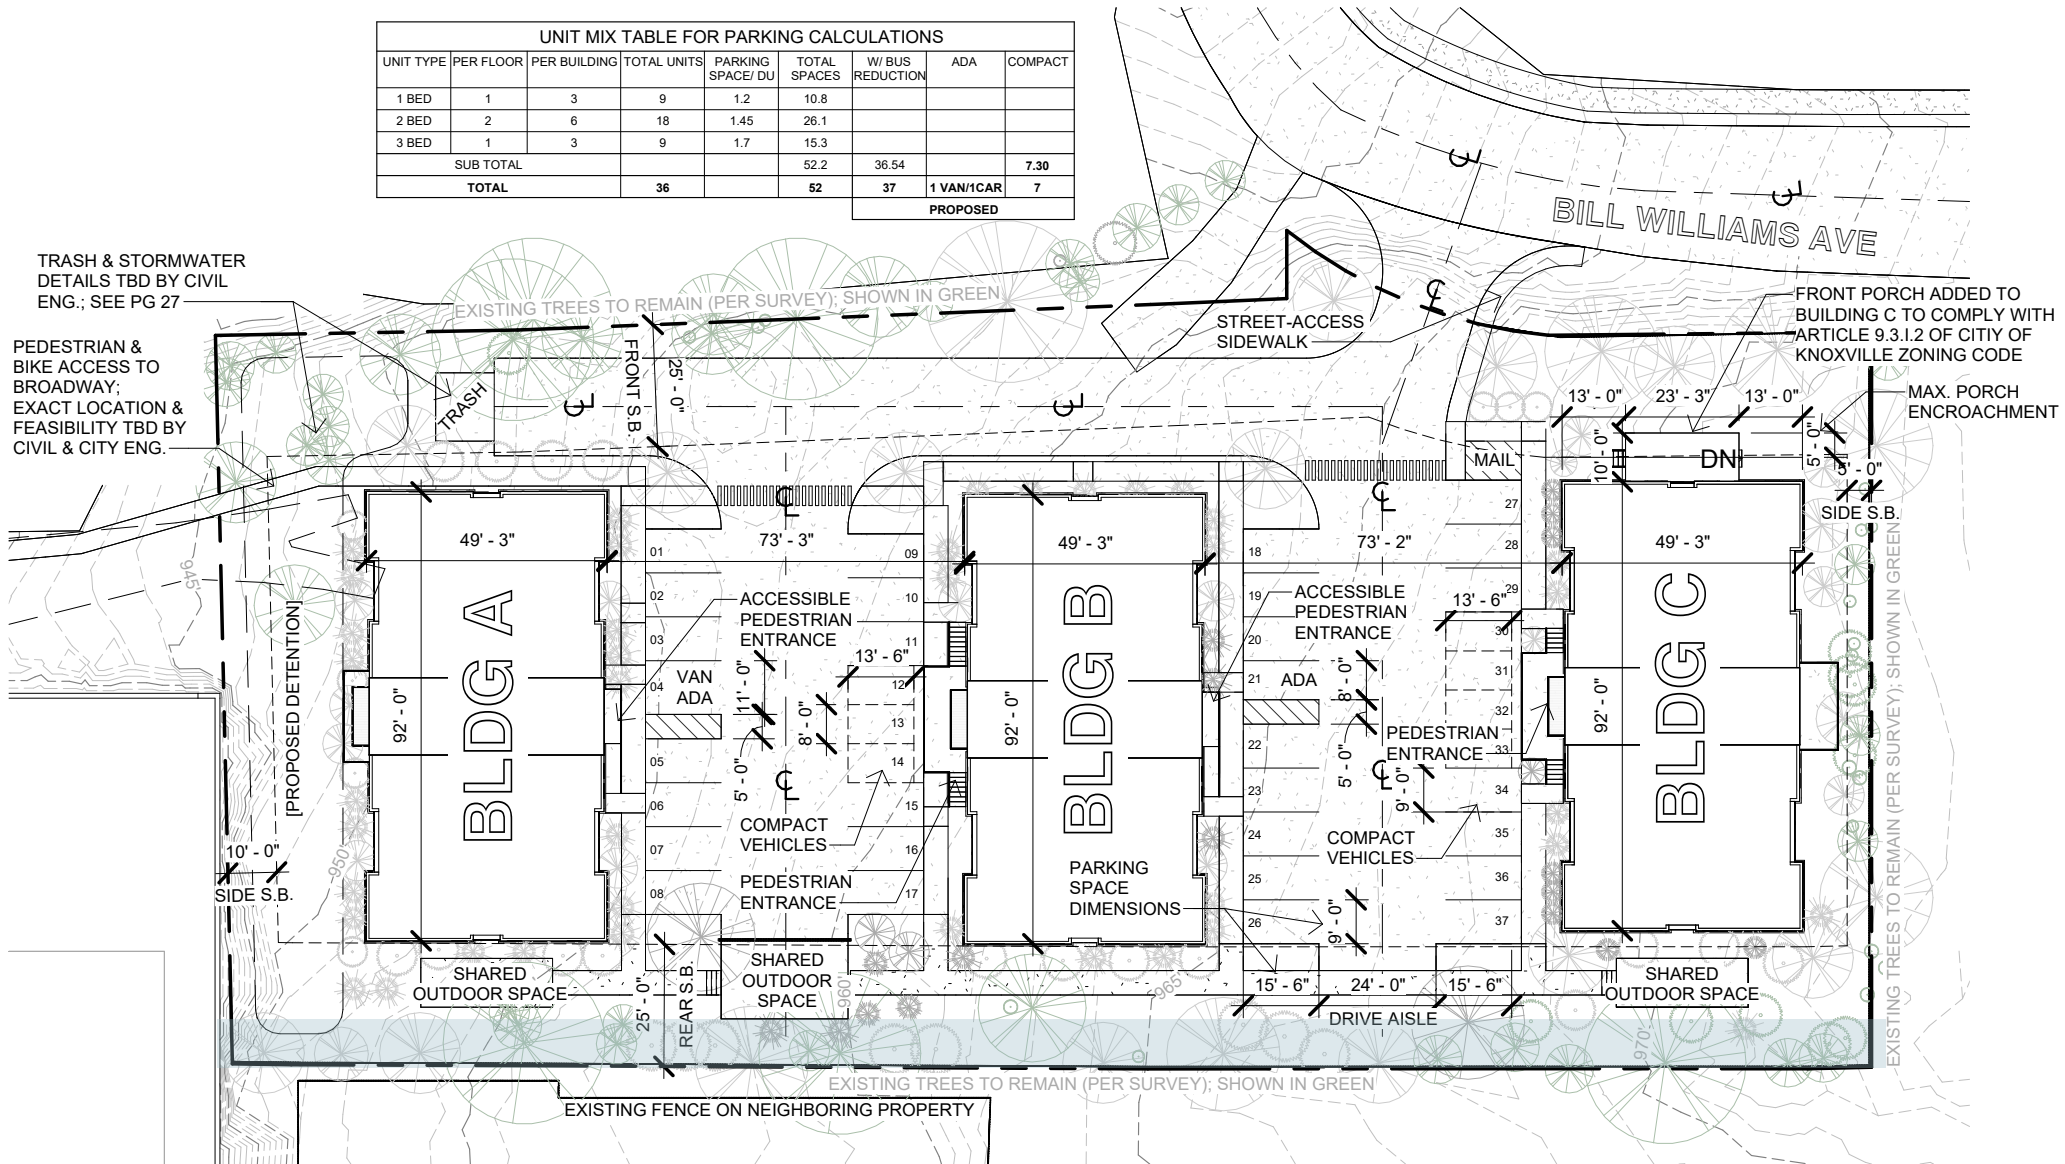 UNIT MIX TABLE FOR PARKING CALCULATIONS
UNIT TYPE PER FLOOR PER BUILDING TOTAL UNITS PARKING SPACE/ DU TOTAL SPACES W/ BUS REDUCTION ADA COMPACT
1 BED 1 3 9 1.2 10.8
2 BED 2 6 18 1.45 26.1
3 BED 1 3 9 1.7 15.3
SUB TOTAL 52.2 36.54 7.30
TOTAL 36 52 37 1 VAN/1CAR 7
PROPOSED
BILL WILLIAMS AVE
TRASH & STORMWATER
DETAILS TBD BY CIVIL
ENG.; SEE PG 27
PEDESTRIAN &
BIKE ACCESS TO
BROADWAY;
EXACT LOCATION &
FEASIBILITY TBD BY
CIVIL & CITY ENG.
EXISTING TREES TO REMAIN (PER SURVEY); SHOWN IN GREEN
STREET-ACCESS
SIDEWALK
FRONT PORCH ADDED TO
BUILDING C TO COMPLY WITH
ARTICLE 9.3.I.2 OF CITIY OF
KNOXVILLE ZONING CODE
MAX. PORCH
ENCROACHMENT
TRASH
FRONT S.B.
25' - 0"
13' - 0"
23' - 3"
13' - 0"
10' - 0"
5' - 0"
5' - 0"
SIDE S.B.
MAIL
DN
49' - 3"
73' - 3"
49' - 3"
73' - 2"
49' - 3"
945'
[PROPOSED DETENTION]
950'
10' - 0"
SIDE S.B.
BLDG A
92' - 0"
01
02
03
04
05
06
07
08
VAN
ADA
11' - 0"
5' - 0"
8' - 0"
13' - 6"
ACCESSIBLE
PEDESTRIAN
ENTRANCE
COMPACT
VEHICLES
PEDESTRIAN
ENTRANCE
09
10
11
12
13
14
15
16
17
BLDG B
92' - 0"
PARKING
SPACE
DIMENSIONS
18
19
20
21
22
23
24
25
26
ADA
ACCESSIBLE
PEDESTRIAN
ENTRANCE
8' - 0"
5' - 0"
9' - 0"
9' - 0"
13' - 6"
PEDESTRIAN
ENTRANCE
COMPACT
VEHICLES
27
28
29
30
31
32
33
34
35
36
37
BLDG C
92' - 0"
EXISTING TREES TO REMAIN (PER SURVEY); SHOWN IN GREEN
SHARED
OUTDOOR SPACE
25' - 0"
REAR S.B.
SHARED
OUTDOOR
SPACE
960'
965'
15' - 6"
24' - 0"
15' - 6"
DRIVE AISLE
SHARED
OUTDOOR SPACE
970'
EXISTING TREES TO REMAIN (PER SURVEY); SHOWN IN GREEN
EXISTING FENCE ON NEIGHBORING PROPERTY